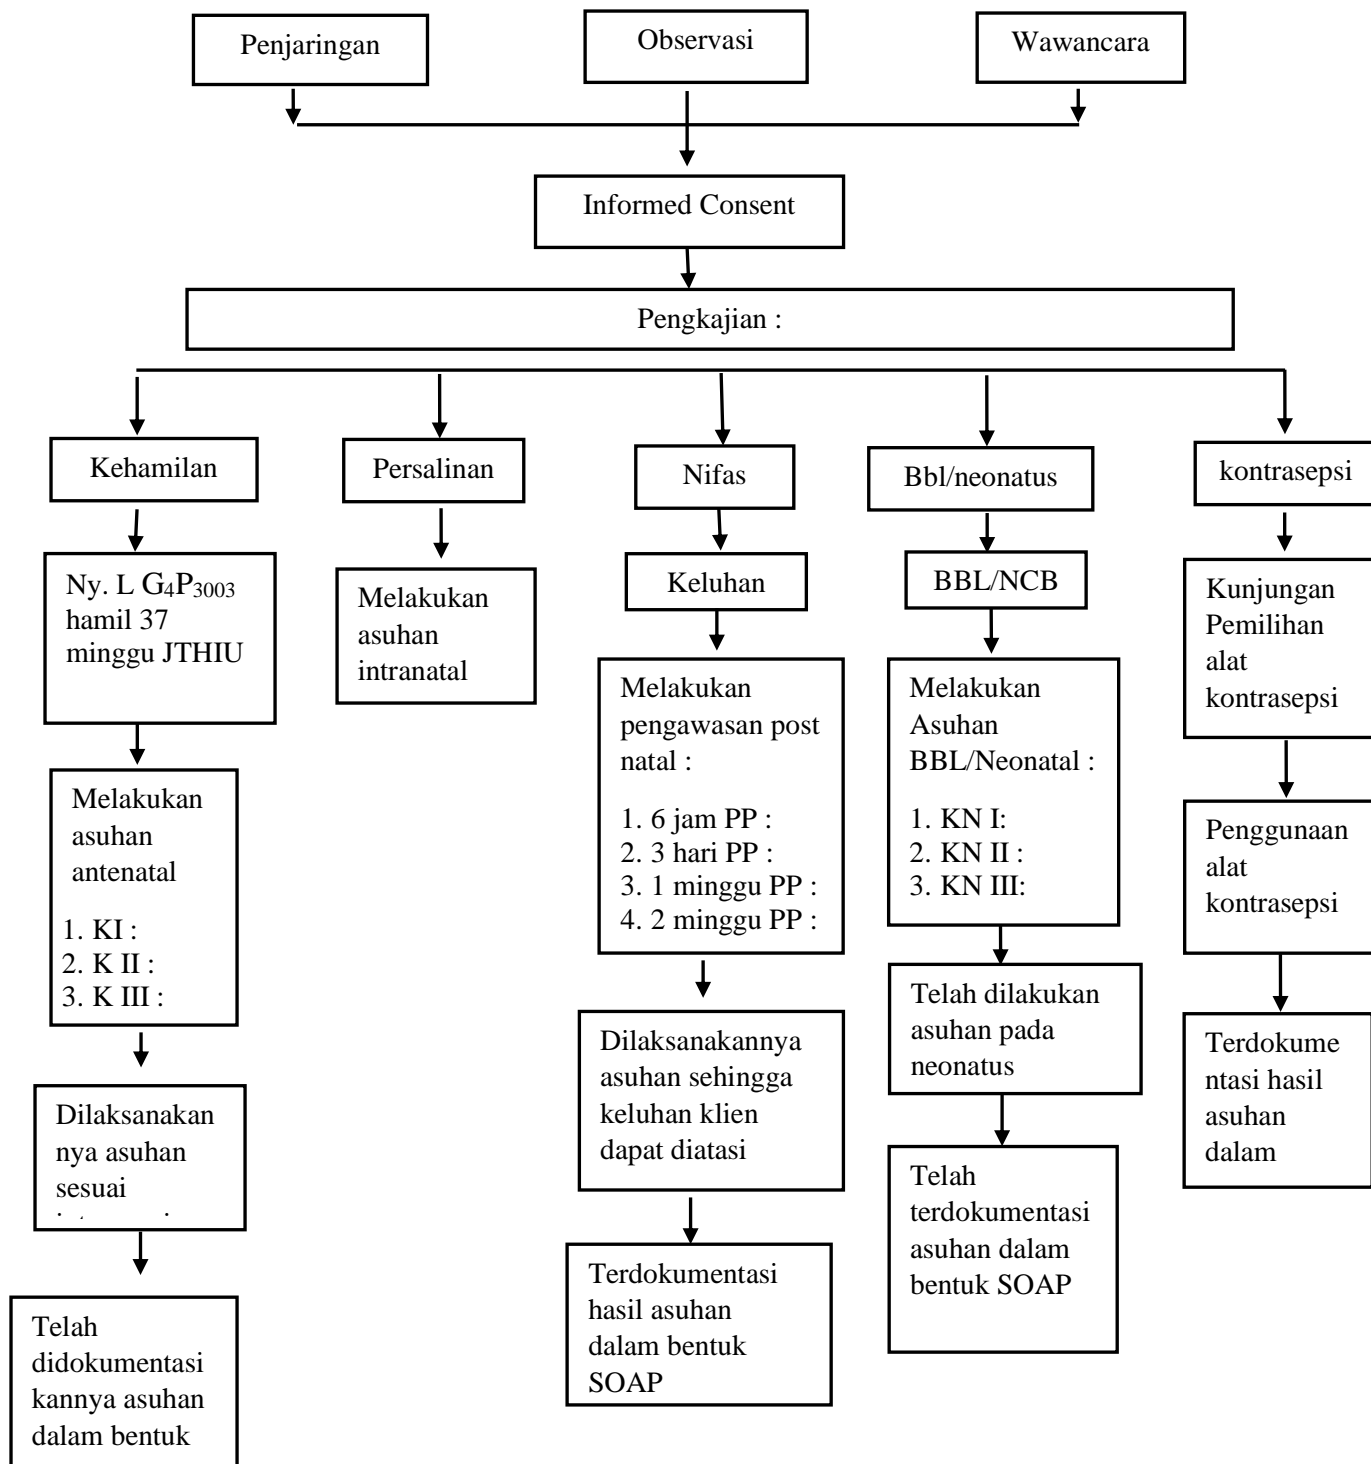 Penjaringan
Observasi
Wawancara
Informed Consent
Pengkajian :
Kehamilan
Persalinan
Nifas
Bbl/neonatus
kontrasepsi
Ny. L G₄P₃₀₀₃
hamil 37
minggu JTHIU
Melakukan
asuhan
intranatal
Keluhan
BBL/NCB
Kunjungan
Pemilihan
alat
kontrasepsi
Melakukan
asuhan
antenatal
1. KI :
2. K II :
3. K III :
Melakukan
pengawasan post
natal :
1. 6 jam PP :
2. 3 hari PP :
3. 1 minggu PP :
4. 2 minggu PP :
Melakukan
Asuhan
BBL/Neonatal :
1. KN I:
2. KN II :
3. KN III:
Penggunaan
alat
kontrasepsi
Dilaksanakan
nya asuhan
sesuai
Dilaksanakannya
asuhan sehingga
keluhan klien
dapat diatasi
Telah dilakukan
asuhan pada
neonatus
Terdokume
ntasi hasil
asuhan
dalam
Telah
didokumentasi
kannya asuhan
dalam bentuk
Terdokumentasi
hasil asuhan
dalam bentuk
SOAP
Telah
terdokumentasi
asuhan dalam
bentuk SOAP